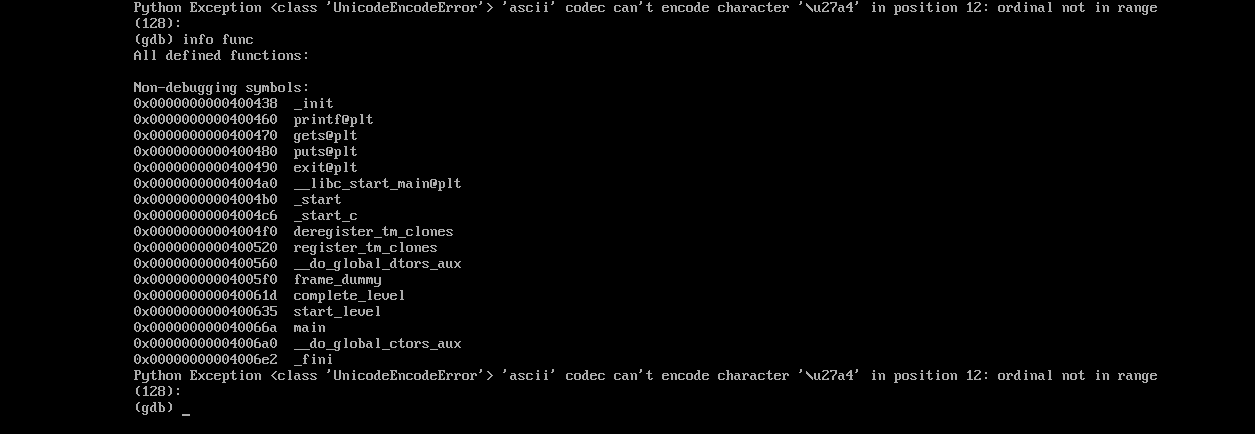 Python Exception <class 'UnicodeEncodeError'> 'ascii' codec can't encode character '\u27a4' in position 12: ordinal not in range
(128):
(gdb) info func
All defined functions:
Non-debugging symbols:
0x0000000000400438  _init
0x0000000000400460  printf@plt
0x0000000000400470  gets@plt
0x0000000000400480  puts@plt
0x0000000000400490  exit@plt
0x00000000004004a0  __libc_start_main@plt
0x00000000004004b0  _start
0x00000000004004c6  _start_c
0x00000000004004f0  deregister_tm_clones
0x0000000000400520  register_tm_clones
0x0000000000400560  __do_global_dtors_aux
0x00000000004005f0  frame_dummy
0x000000000040061d  complete_level
0x0000000000400635  start_level
0x000000000040066a  main
0x00000000004006a0  __do_global_ctors_aux
0x00000000004006e2  _fini
Python Exception <class 'UnicodeEncodeError'> 'ascii' codec can't encode character '\u27a4' in position 12: ordinal not in range
(128):
(gdb) _